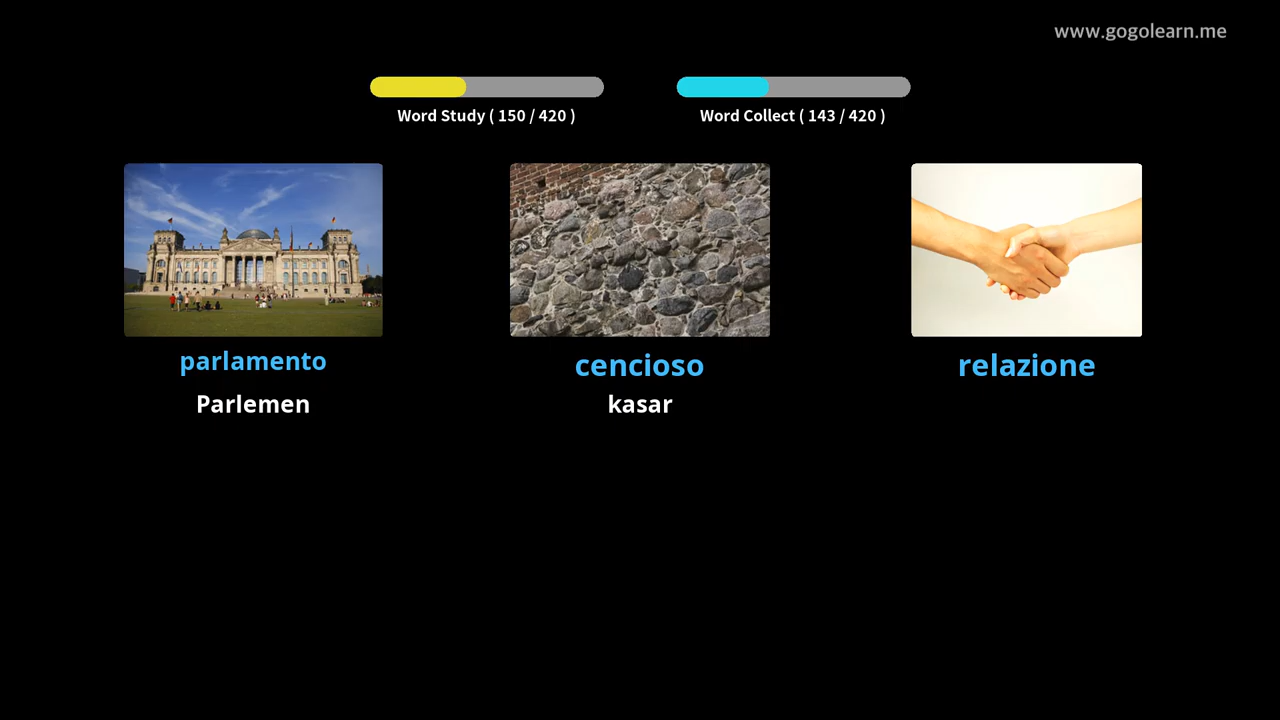 www.gogolearn.me
Word Study ( 150 / 420 )
Word Collect ( 143 / 420 )
parlamento
cencioso
relazione
Parlemen
kasar